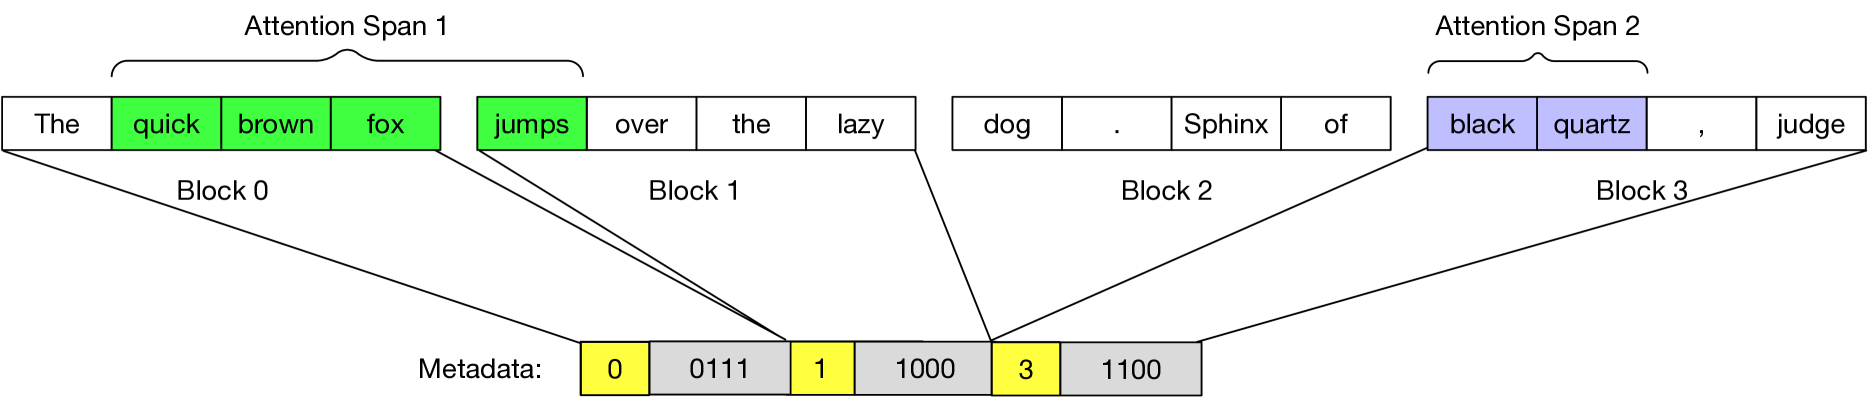 Attention Span 1 Attention Span 2
The quick brown fox jumps over the lazy dog . Sphinx of black quartz , judge
Block 0 Block 1 Block 2 Block 3
Metadata: 0 0111 1 1000 3 1100